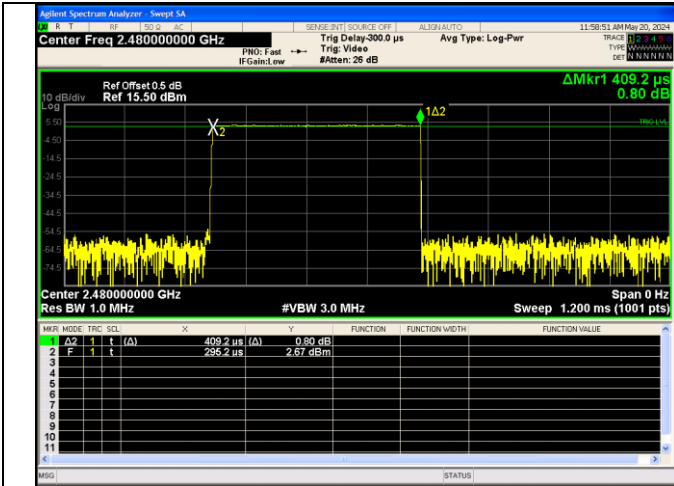 Agilent Spectrum Analyzer - Swept SA
R T RF 50 Ω AC SENSE:INT SOURCE OFF ALIGN AUTO 11:58:51 AM May 20, 2024
Center Freq 2.480000000 GHz Trig Delay-300.0 µs Avg Type: Log-Pwr TRACE 1 2 3 4 5 6
PNO: Fast Trig: Video TYPE
IFGain:Low #Atten: 26 dB DET N N N N N N
ΔMkr1 409.2 µs
Ref Offset 0.5 dB
10 dB/div Ref 15.50 dBm 0.80 dB
Log
1Δ2
5.50 TRIG LVL
X2
-4.50
-14.5
-24.5
-34.5
-44.5
-54.5
-64.5
-74.5
Center 2.480000000 GHz Span 0 Hz
Res BW 1.0 MHz #VBW 3.0 MHz Sweep 1.200 ms (1001 pts)
MKR MODE TRC SCL X Y FUNCTION FUNCTION WIDTH FUNCTION VALUE
1 Δ2 1 t (Δ) 409.2 µs (Δ) 0.80 dB
2 F 1 t 295.2 µs 2.67 dBm
3
4
5
6
7
8
9
10
11
MSG STATUS